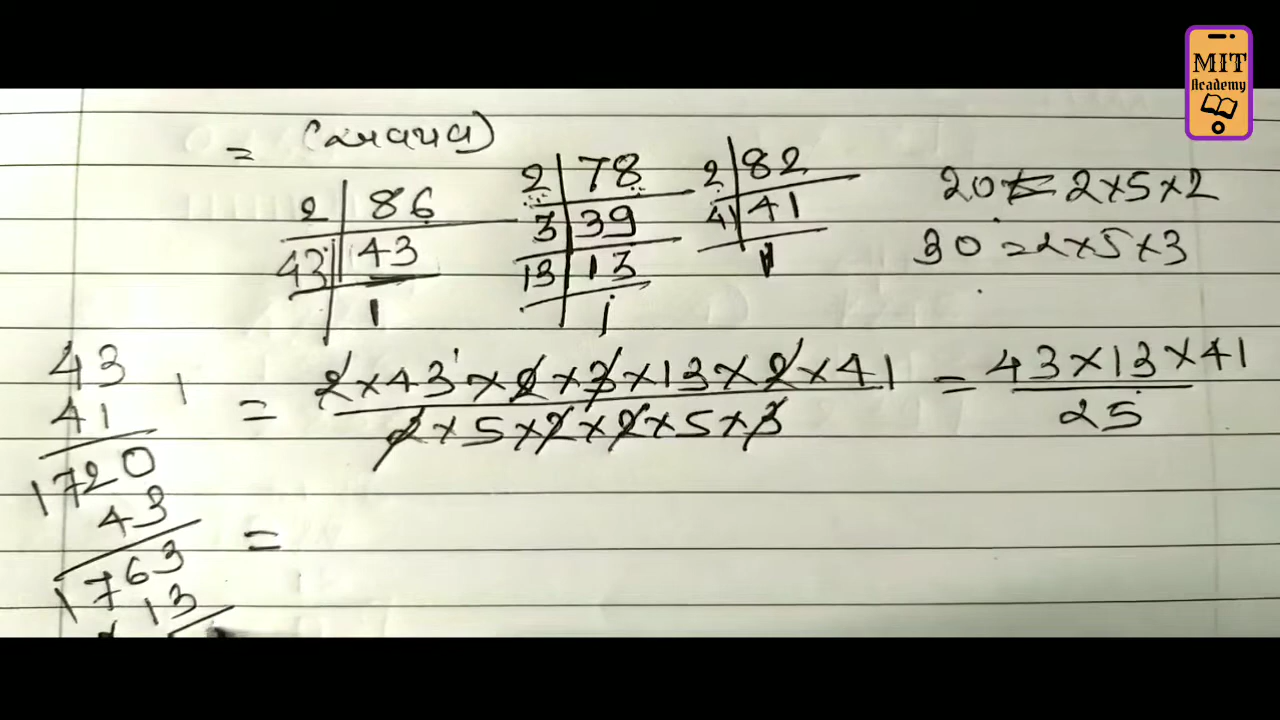 MIT
Academy
=
2 | 86
43 | 43
1
2 | 78
3 | 39
13 | 13
1
2 | 82
41 | 41
1
20 = 2×5×2
30 = 2×5×3
43
41
1720
43
1763
13
= 2×43×2×3×13×2×41 / 2×5×2×2×5×3 = 43×13×41 / 25
=